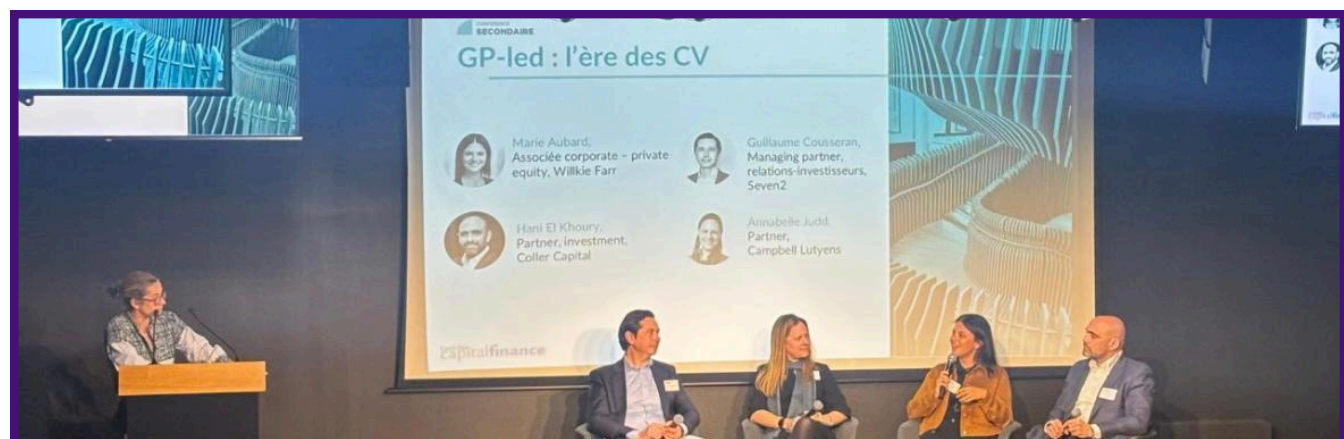 CONFERENCE
SECONDAIRE
GP-led : l'ère des CV
Marie Aubard,
Associée corporate – private
equity, Willkie Farr
Guillaume Cousseran,
Managing partner,
relations-investisseurs,
Seven2
Hani El Khoury,
Partner, investment,
Coller Capital
Annabelle Judd,
Partner,
Campbell Lutyens
capitalfinance